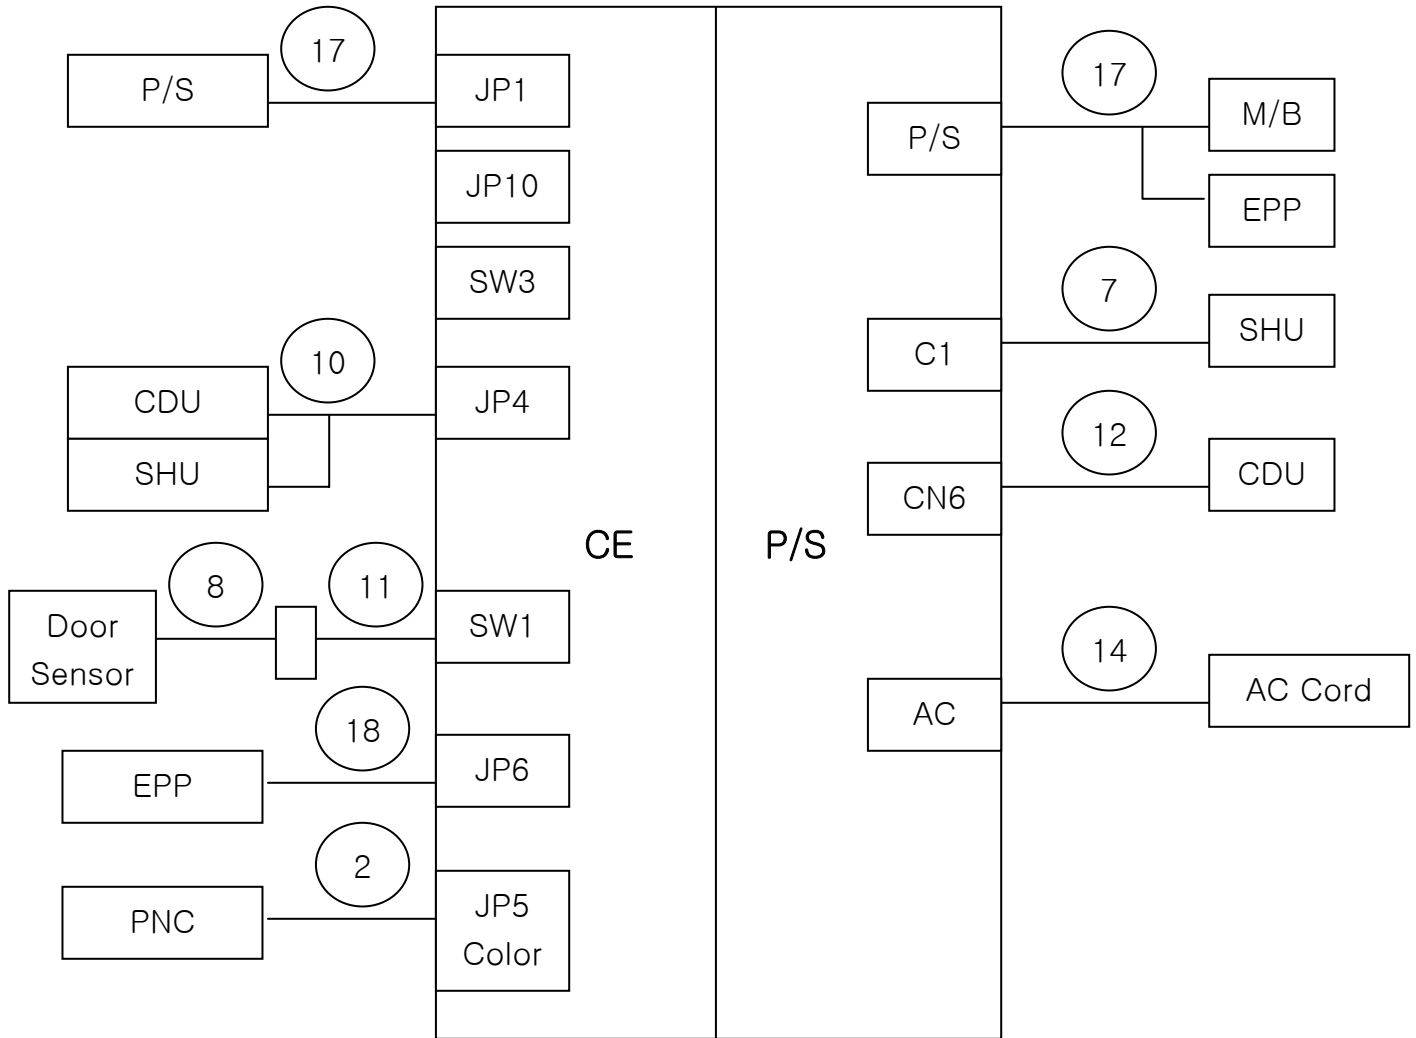 17
P/S
JP1
JP10
SW3
10
CDU
JP4
SHU
8
11
Door
Sensor
SW1
18
EPP
JP6
2
PNC
JP5
Color
CE
P/S
17
P/S
M/B
EPP
7
C1
SHU
12
CN6
CDU
14
AC
AC Cord